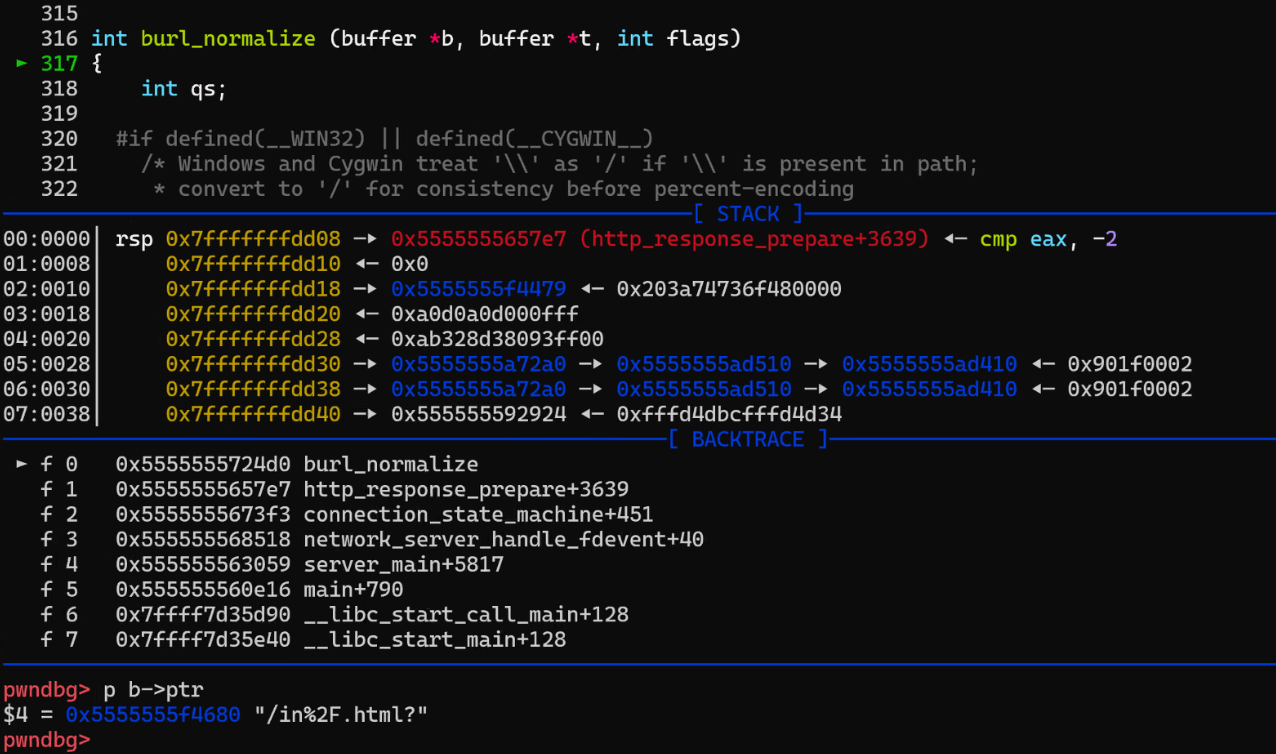 315
316 int burl_normalize (buffer *b, buffer *t, int flags)
► 317 {
318     int qs;
319
320   #if defined(__WIN32) || defined(__CYGWIN__)
321     /* Windows and Cygwin treat '\\' as '/' if '\\' is present in path;
322      * convert to '/' for consistency before percent-encoding
[ STACK ]
00:0000│ rsp 0x7fffffffdd08 —▸ 0x5555555657e7 (http_response_prepare+3639) ◂— cmp eax, -2
01:0008│     0x7fffffffdd10 ◂— 0x0
02:0010│     0x7fffffffdd18 —▸ 0x5555555f4479 ◂— 0x203a74736f480000
03:0018│     0x7fffffffdd20 ◂— 0xa0d0a0d000fff
04:0020│     0x7fffffffdd28 ◂— 0xab328d38093ff00
05:0028│     0x7fffffffdd30 —▸ 0x5555555a72a0 —▸ 0x5555555ad510 —▸ 0x5555555ad410 ◂— 0x901f0002
06:0030│     0x7fffffffdd38 —▸ 0x5555555a72a0 —▸ 0x5555555ad510 —▸ 0x5555555ad410 ◂— 0x901f0002
07:0038│     0x7fffffffdd40 —▸ 0x555555592924 ◂— 0xfffd4dbcfffd4d34
[ BACKTRACE ]
► f 0   0x5555555724d0 burl_normalize
f 1   0x5555555657e7 http_response_prepare+3639
f 2   0x5555555673f3 connection_state_machine+451
f 3   0x555555568518 network_server_handle_fdevent+40
f 4   0x555555563059 server_main+5817
f 5   0x555555560e16 main+790
f 6   0x7ffff7d35d90 __libc_start_call_main+128
f 7   0x7ffff7d35e40 __libc_start_main+128
pwndbg> p b->ptr
$4 = 0x5555555f4680 "/in%2F.html?"
pwndbg>